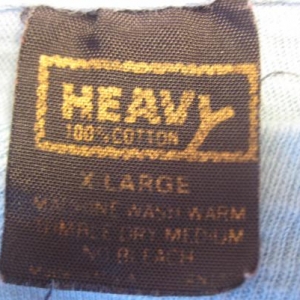 HEAVY
100% COTTON
X LARGE
MACHINE WASH WARM
TUMBLE DRY MEDIUM
NO BLEACH